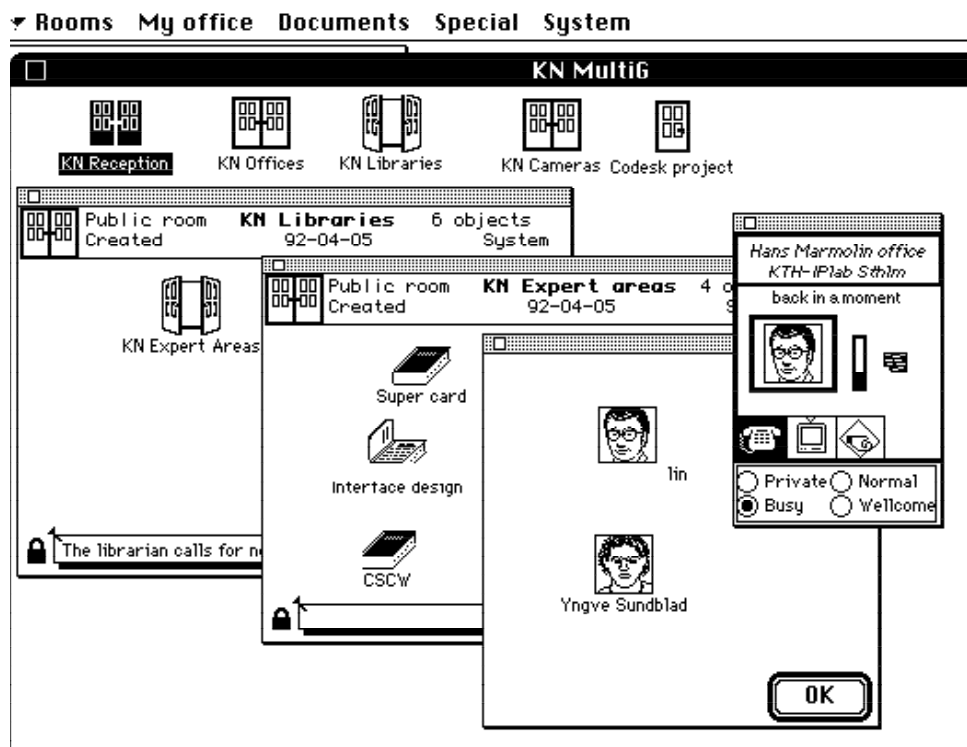 Rooms My office Documents Special System
KN MultiG
KN Reception
KN Offices
KN Libraries
KN Cameras
Codesk project
Public room KN Libraries 6 objects
Created 92-04-05 System
KN Expert Areas
The librarian calls for
Public room KN Expert areas 4
Created 92-04-05
Super card
Interface design
CSCW
lin
Yngve Sundblad
OK
Hans Marmolin office
KTH-IPlab Sthlm
back in a moment
Private Normal
Busy Wellcome